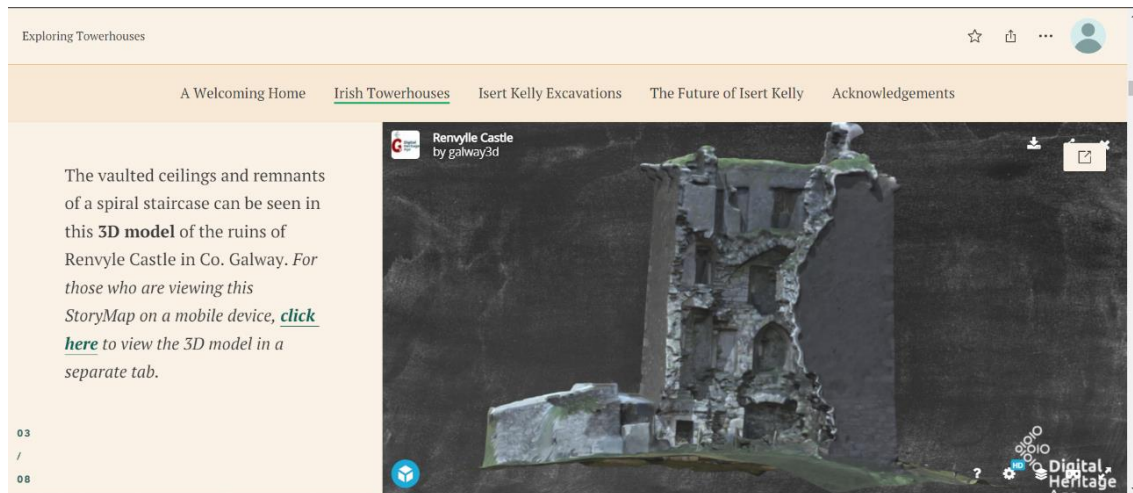 Exploring Towerhouses
A Welcoming Home
Irish Towerhouses
Isert Kelly Excavations
The Future of Isert Kelly
Acknowledgements
The vaulted ceilings and remnants
of a spiral staircase can be seen in
this 3D model of the ruins of
Renvyle Castle in Co. Galway. For
those who are viewing this
StoryMap on a mobile device, click
here to view the 3D model in a
separate tab.
03
/
08
Renvylle Castle
by galway3d
?
HD
Digital
Heritage